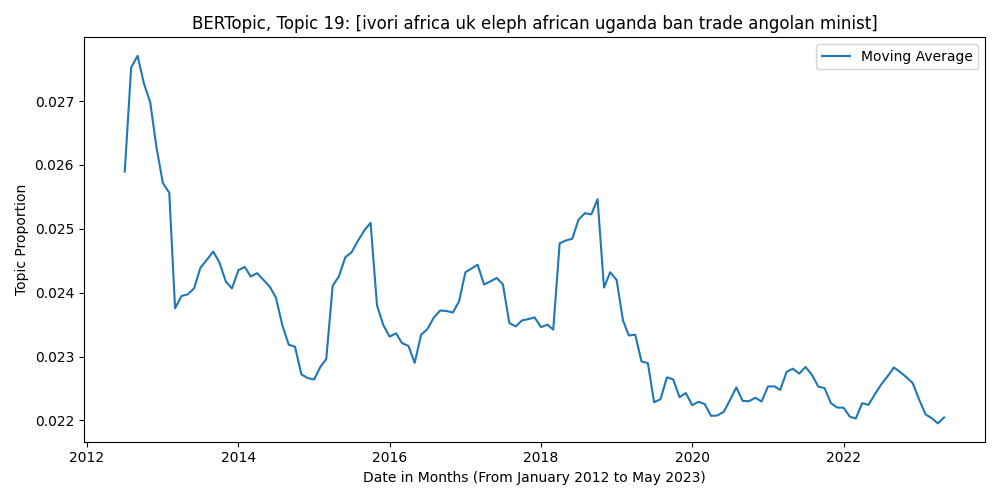 BERTopic, Topic 19: [ivori africa uk eleph african uganda ban trade angolan minist]
Moving Average
Topic Proportion
0.027
0.026
0.025
0.024
0.023
0.022
2012 2014 2016 2018 2020 2022
Date in Months (From January 2012 to May 2023)